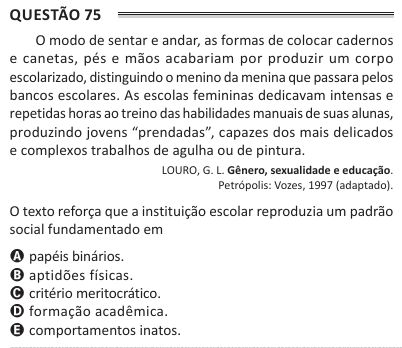 QUESTÃO 75
O modo de sentar e andar, as formas de colocar cadernos
e canetas, pés e mãos acabariam por produzir um corpo
escolarizado, distinguindo o menino da menina que passara pelos
bancos escolares. As escolas femininas dedicavam intensas e
repetidas horas ao treino das habilidades manuais de suas alunas,
produzindo jovens “prendadas”, capazes dos mais delicados
e complexos trabalhos de agulha ou de pintura.
LOURO, G. L. Gênero, sexualidade e educação.
Petrópolis: Vozes, 1997 (adaptado).
O texto reforça que a instituição escolar reproduzia um padrão
social fundamentado em
A papéis binários.
B aptidões físicas.
C critério meritocrático.
D formação acadêmica.
E comportamentos inatos.